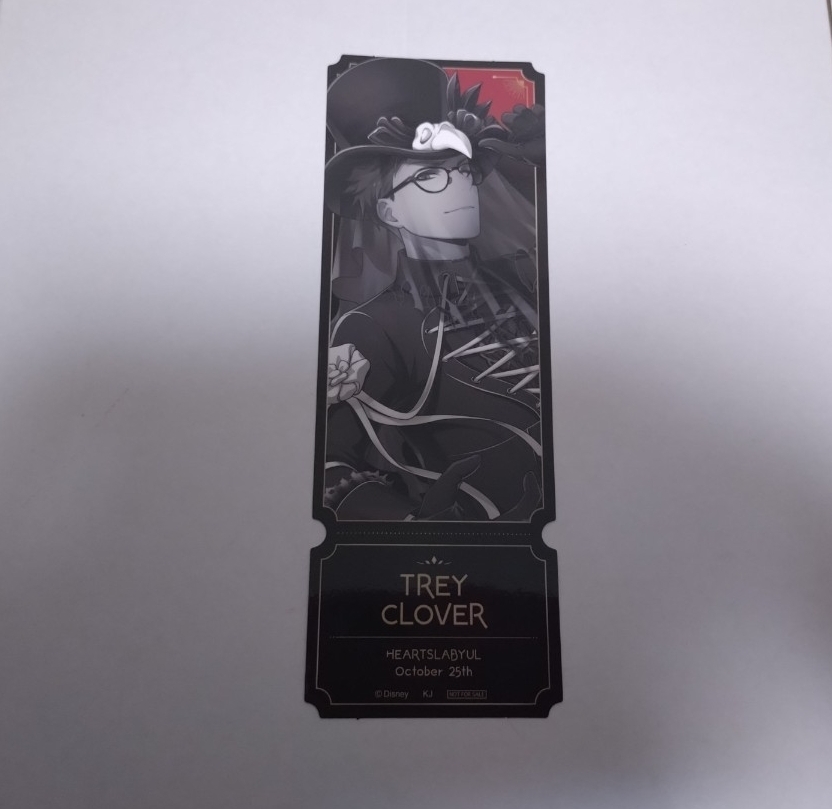 TREY
CLOVER
HEARTSLABYUL
October 25th
©Disney KJ NOT FOR SALE